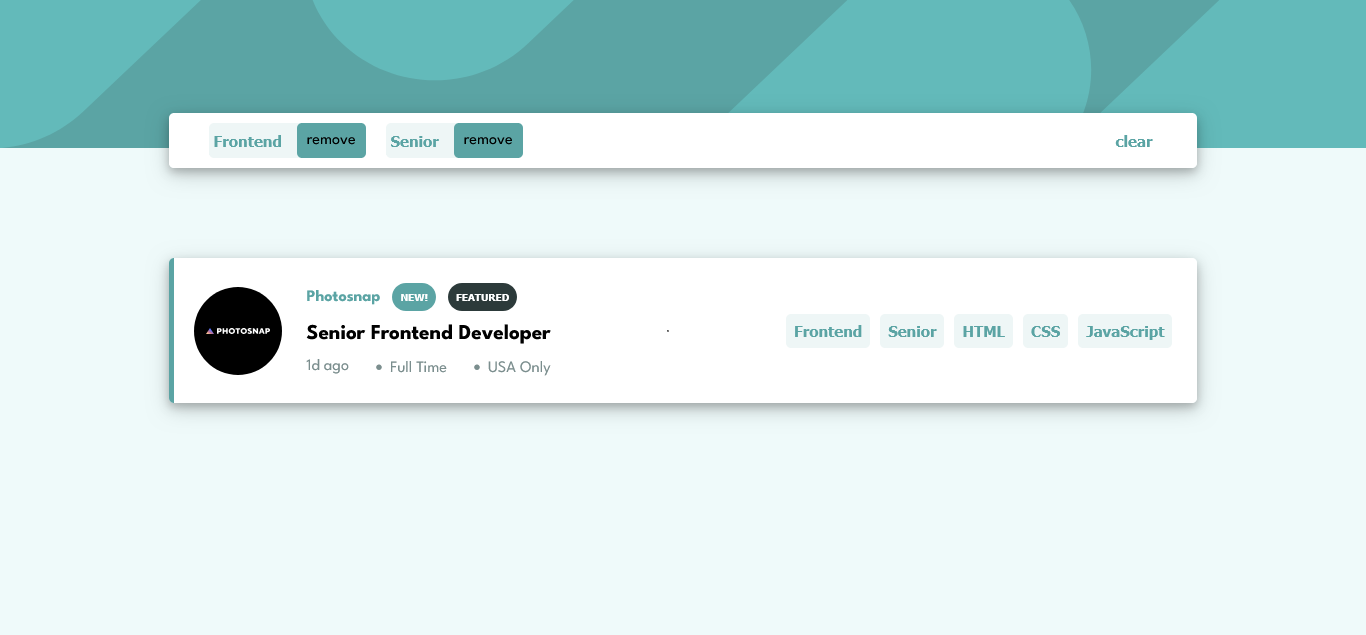 Frontend remove Senior remove clear
Photosnap NEW! FEATURED
PHOTOSNAP
Senior Frontend Developer
Frontend Senior HTML CSS JavaScript
1d ago • Full Time • USA Only